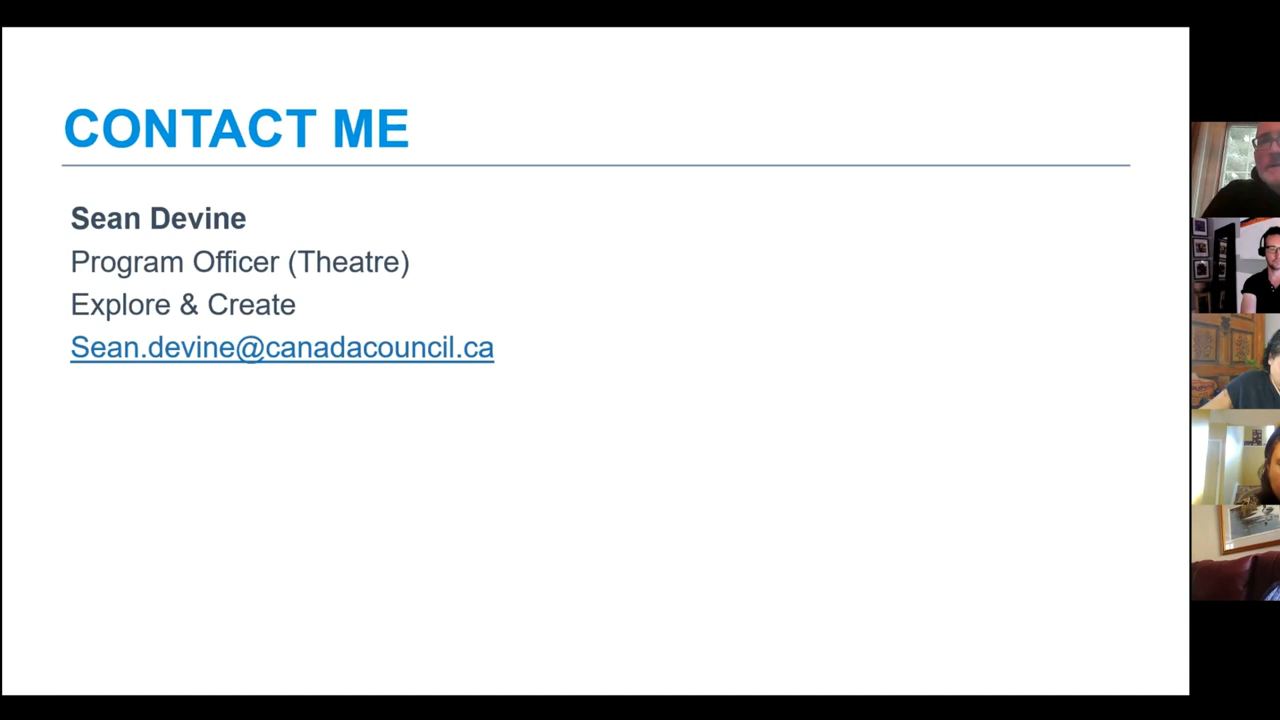 CONTACT ME
Sean Devine
Program Officer (Theatre)
Explore & Create
Sean.devine@canadacouncil.ca